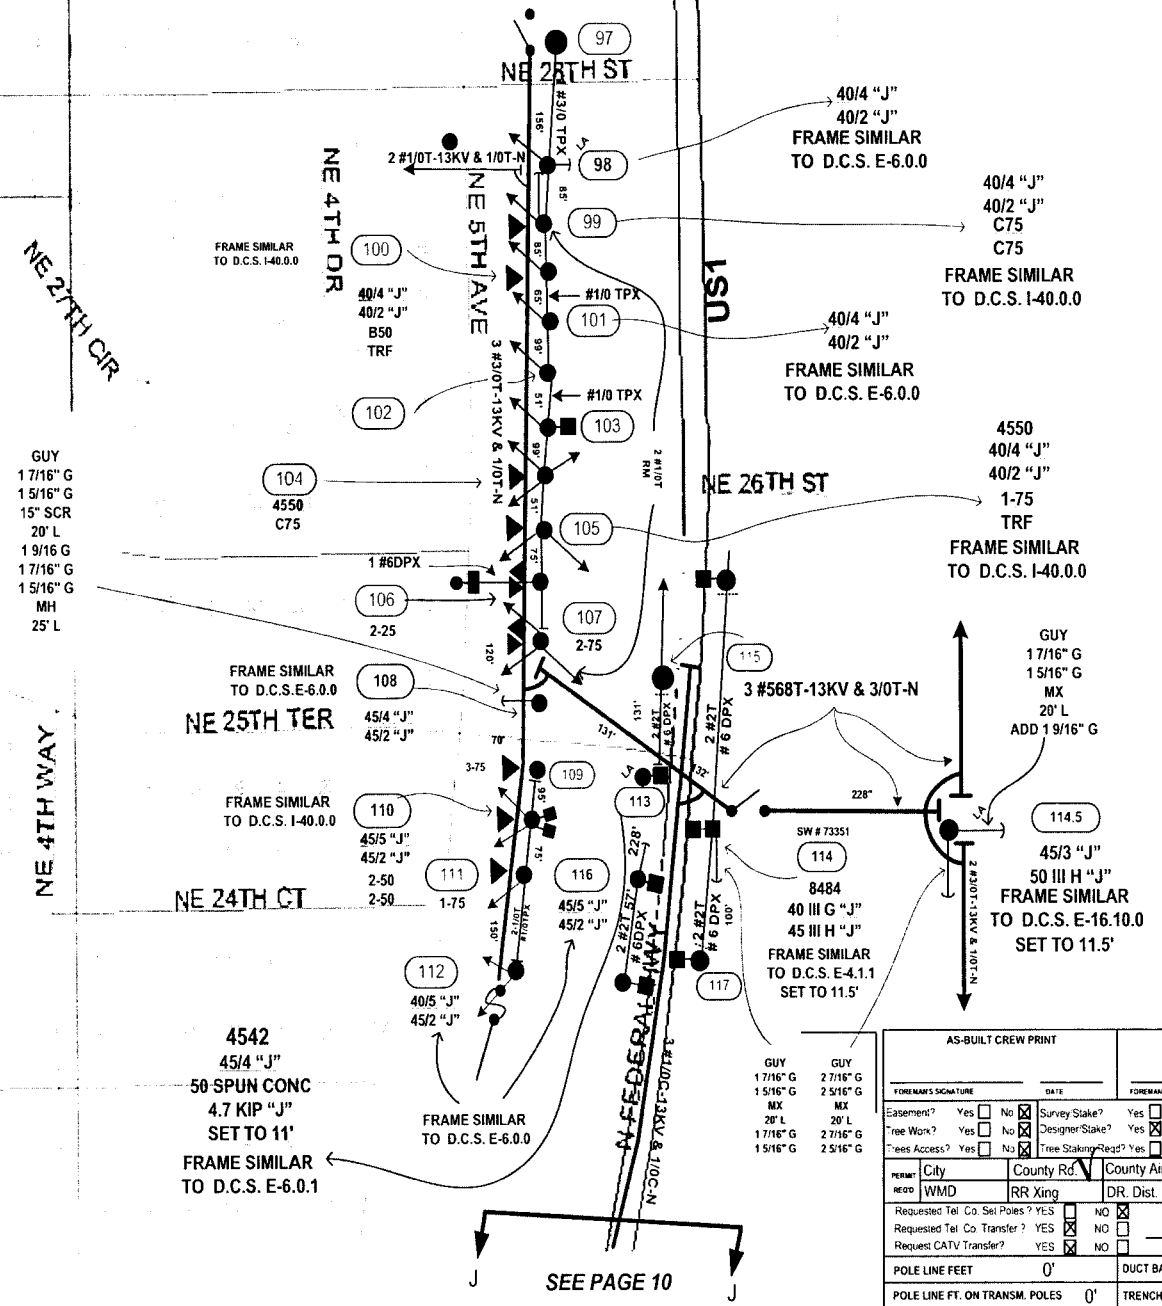 97
NE 28TH ST
#3/0 TPX
156'
40/4 "J"
40/2 "J"
FRAME SIMILAR
TO D.C.S. E-6.0.0
LA
2 #1/0T-13KV & 1/0T-N
98
NE 4TH DR
NE 5TH AVE
85'
40/4 "J"
40/2 "J"
C75
C75
FRAME SIMILAR
TO D.C.S. I-40.0.0
99
FRAME SIMILAR
TO D.C.S. I-40.0.0
100
85'
NE 27TH CIR
40/4 "J"
40/2 "J"
B50
TRF
65'
#1/0 TPX
US1
101
40/4 "J"
40/2 "J"
FRAME SIMILAR
TO D.C.S. E-6.0.0
99'
3 #3/0T-13KV & 1/0T-N
51'
#1/0 TPX
102
103
4550
40/4 "J"
40/2 "J"
1-75
TRF
FRAME SIMILAR
TO D.C.S. I-40.0.0
99'
2 #1/0T
RM
GUY
1 7/16" G
1 5/16" G
15" SCR
20' L
1 9/16 G
1 7/16" G
1 5/16" G
MH
25' L
104
4550
C75
NE 26TH ST
51'
105
75'
1 #6DPX
106
2-25
107
2-75
120'
115
GUY
1 7/16" G
1 5/16" G
MX
20' L
ADD 1 9/16" G
FRAME SIMILAR
TO D.C.S.E-6.0.0
108
45/4 "J"
45/2 "J"
NE 25TH TER
3 #568T-13KV & 3/0T-N
131'
131'
2 #2T
# 6 DPX
2 #2T
# 6 DPX
70'
NE 4TH WAY
3-75
109
LA
132'
113
228"
LA
FRAME SIMILAR
TO D.C.S. I-40.0.0
110
45/5 "J"
45/2 "J"
2-50
2-50
95'
75'
SW # 73351
114
8484
40 III G "J"
45 III H "J"
FRAME SIMILAR
TO D.C.S. E-4.1.1
SET TO 11.5'
114.5
45/3 "J"
50 III H "J"
FRAME SIMILAR
TO D.C.S. E-16.10.0
SET TO 11.5'
228'
111
1-75
116
45/5 "J"
45/2 "J"
NE 24TH CT
150'
2 #2T 57'
# 6DPX
2 #2T
# 6 DPX
100'
2 #3/0T-13KV & 1/0T-N
112
40/5 "J"
45/2 "J"
117
4542
45/4 "J"
50 SPUN CONC
4.7 KIP "J"
SET TO 11'
FRAME SIMILAR
TO D.C.S. E-6.0.1
FRAME SIMILAR
TO D.C.S. E-6.0.0
N FEDERAL HWY
3 #1/0C-13KV & 1/0C-N
GUY
1 7/16" G
1 5/16" G
MX
20' L
1 7/16" G
1 5/16" G
GUY
2 7/16" G
2 5/16" G
MX
20' L
2 7/16" G
2 5/16" G
J
SEE PAGE 10
J
AS-BUILT CREW PRINT
FOREMAN'S SIGNATURE DATE FOREMAN
Easement? Yes No Survey Stake? Yes
Tree Work? Yes No Designer Stake? Yes
Trees Access? Yes No Tree Staking Reqd? Yes
PERMIT REQ'D
City County Rd. County Air
WMD RR Xing DR. Dist.
Requested Tel. Co. Set Poles ? YES NO
Requested Tel. Co. Transfer ? YES NO
Request CATV Transfer? YES NO
POLE LINE FEET 0' DUCT BA
POLE LINE FT. ON TRANSM. POLES 0' TRENCH